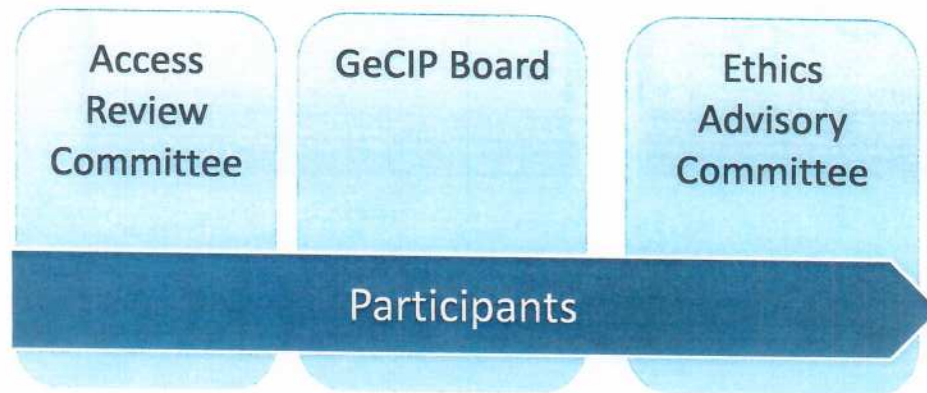 Access
Review
Committee
GeCIP Board
Ethics
Advisory
Committee
Participants